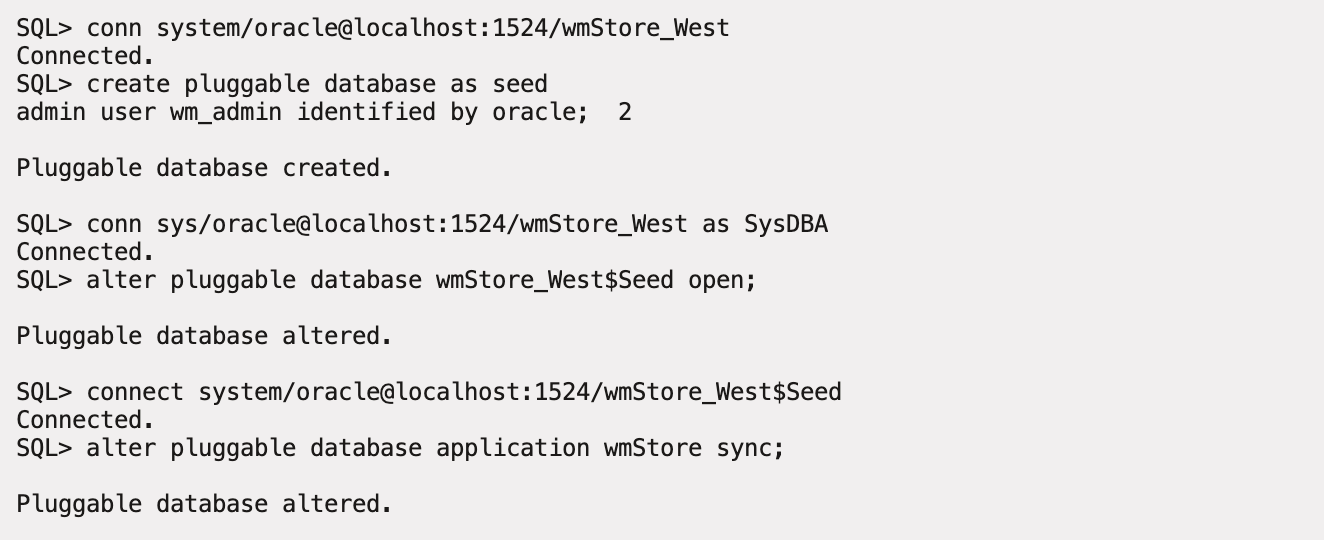 SQL> conn system/oracle@localhost:1524/wmStore_West
Connected.
SQL> create pluggable database as seed
admin user wm_admin identified by oracle;  2
Pluggable database created.
SQL> conn sys/oracle@localhost:1524/wmStore_West as SysDBA
Connected.
SQL> alter pluggable database wmStore_West$Seed open;
Pluggable database altered.
SQL> connect system/oracle@localhost:1524/wmStore_West$Seed
Connected.
SQL> alter pluggable database application wmStore sync;
Pluggable database altered.